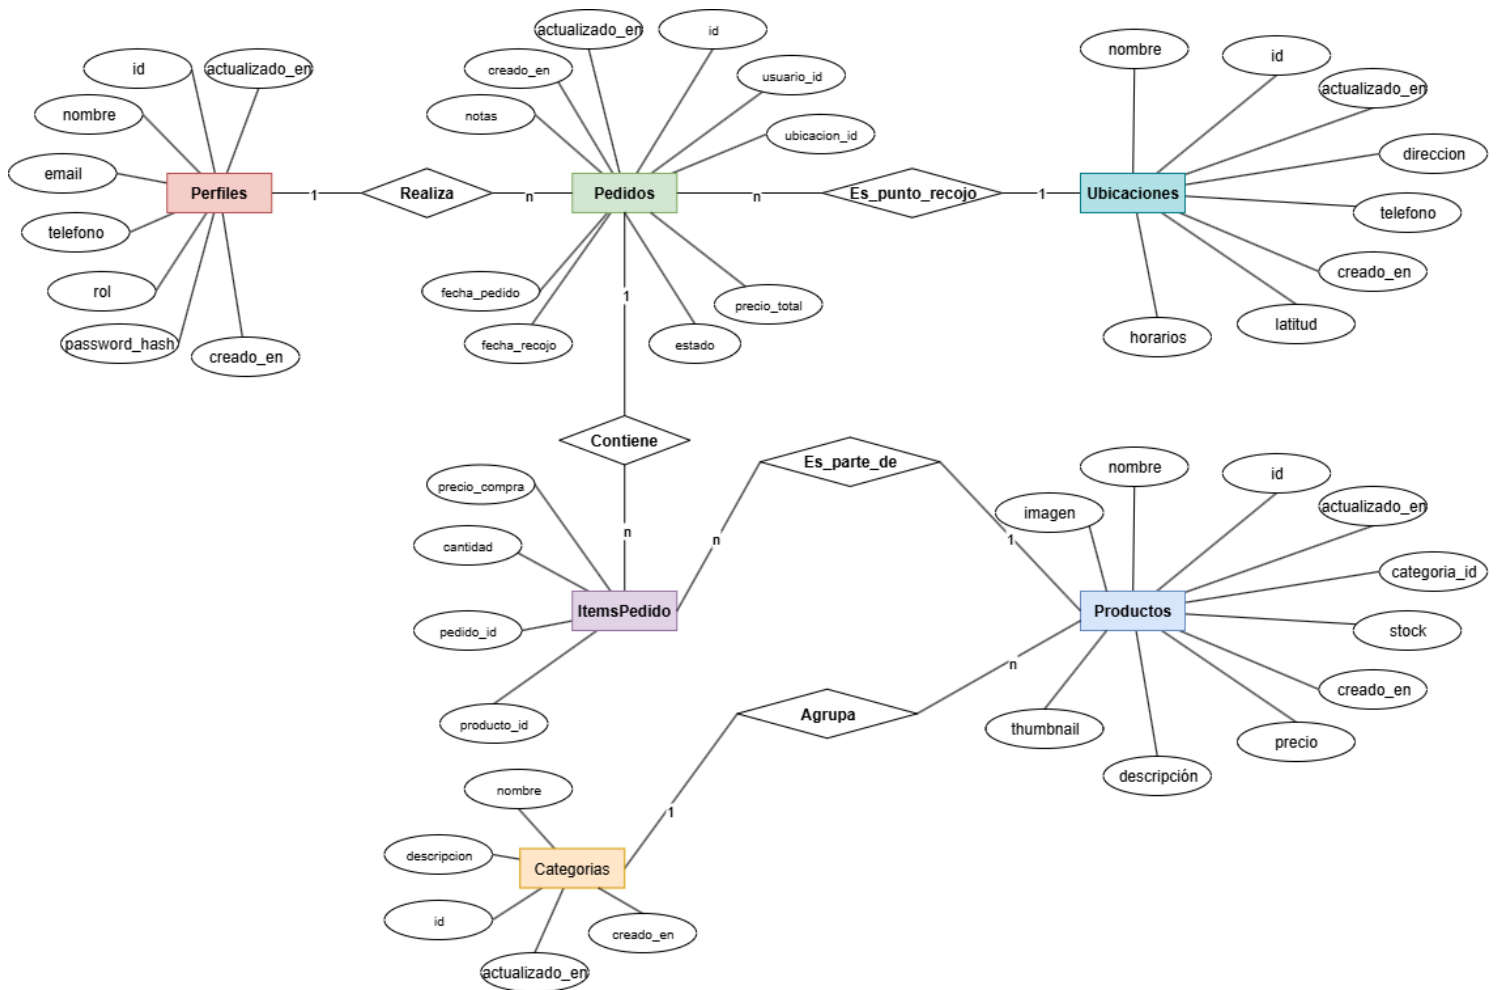 actualizado_en
id
nombre
id
id
actualizado_en
creado_en
usuario_id
actualizado_en
nombre
notas
ubicacion_id
direccion
email
Perfiles
1
Realiza
n
Pedidos
n
Es_punto_recojo
1
Ubicaciones
telefono
telefono
creado_en
rol
fecha_pedido
1
precio_total
latitud
password_hash
creado_en
fecha_recojo
estado
horarios
Contiene
Es_parte_de
nombre
id
precio_compra
imagen
actualizado_en
n
n
1
cantidad
categoria_id
ItemsPedido
Productos
pedido_id
stock
n
creado_en
producto_id
Agrupa
thumbnail
precio
descripción
nombre
1
descripcion
Categorias
id
creado_en
actualizado_en